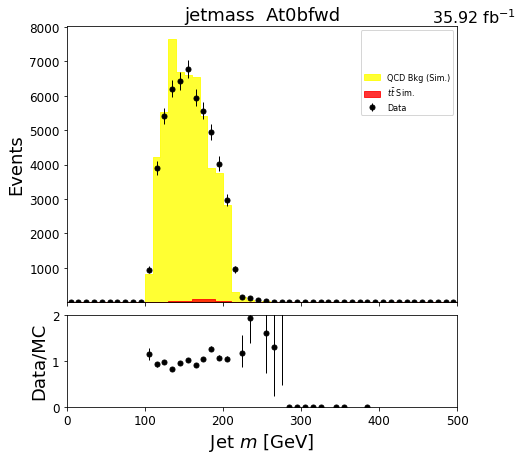 jetmass At0bfwd
35.92 fb⁻¹
8000
7000
6000
5000
4000
3000
2000
1000
Events
QCD Bkg (Sim.)
tt̄ Sim.
Data
2
1
0
Data/MC
0 100 200 300 400 500
Jet m [GeV]